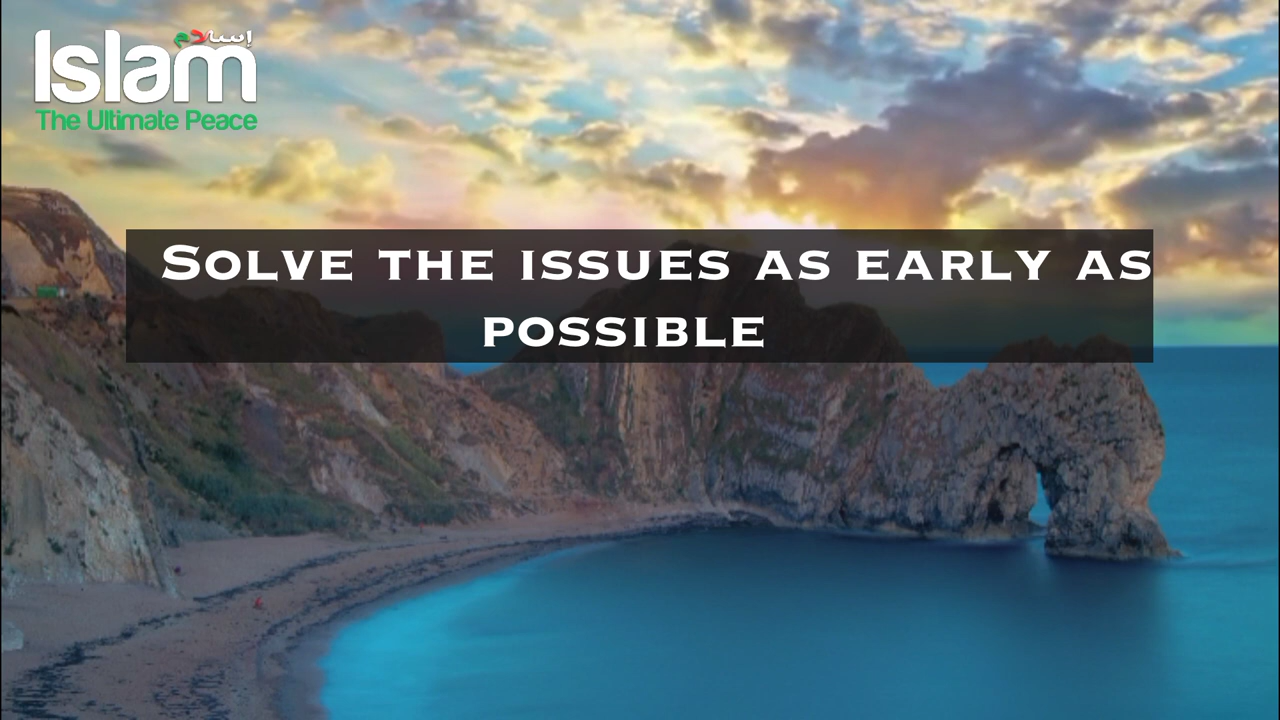 إسلام
Islam
The Ultimate Peace
SOLVE THE ISSUES AS EARLY AS
POSSIBLE